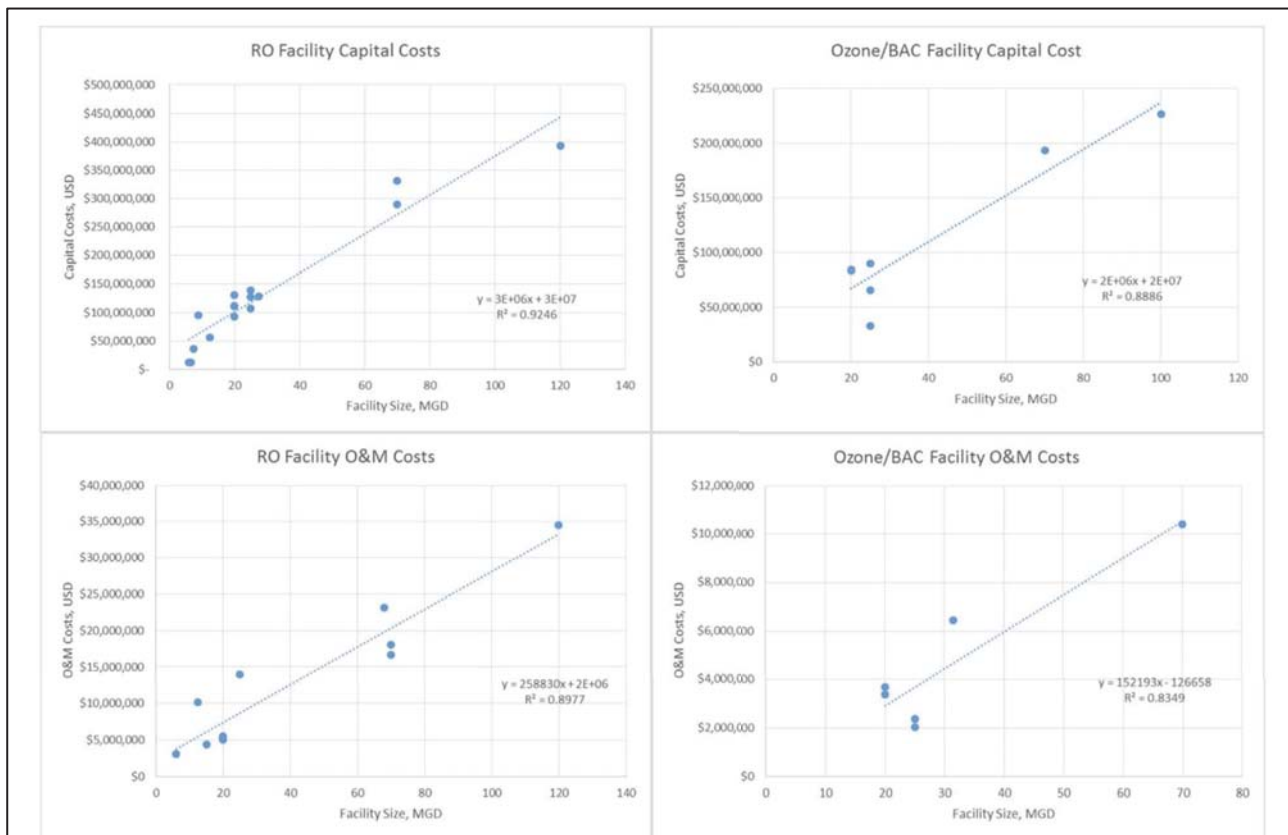 RO Facility Capital Costs
Capital Costs, USD
$500,000,000
$450,000,000
$400,000,000
$350,000,000
$300,000,000
$250,000,000
$200,000,000
$150,000,000
$100,000,000
$50,000,000
$-
y = 3E+06x + 3E+07
R² = 0.9246
0 20 40 60 80 100 120 140
Facility Size, MGD
Ozone/BAC Facility Capital Cost
Capital Costs, USD
$250,000,000
$200,000,000
$150,000,000
$100,000,000
$50,000,000
$0
y = 2E+06x + 2E+07
R² = 0.8886
0 20 40 60 80 100 120
Facility Size, MGD
RO Facility O&M Costs
O&M Costs, USD
$40,000,000
$35,000,000
$30,000,000
$25,000,000
$20,000,000
$15,000,000
$10,000,000
$5,000,000
$0
y = 258830x + 2E+06
R² = 0.8977
0 20 40 60 80 100 120 140
Facility Size, MGD
Ozone/BAC Facility O&M Costs
O&M Costs, USD
$12,000,000
$10,000,000
$8,000,000
$6,000,000
$4,000,000
$2,000,000
$0
y = 152193x - 126658
R² = 0.8349
0 10 20 30 40 50 60 70 80
Facility Size, MGD